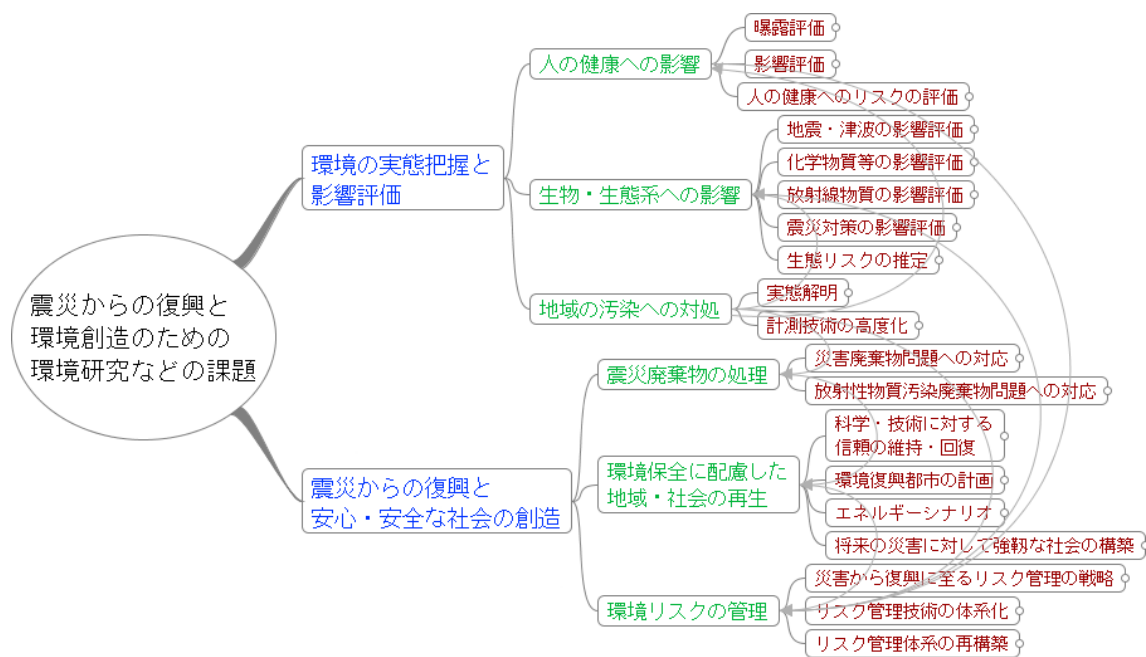 震災からの復興と
環境創造のための
環境研究などの課題
環境の実態把握と
影響評価
人の健康への影響
曝露評価
影響評価
人の健康へのリスクの評価
生物・生態系への影響
地震・津波の影響評価
化学物質等の影響評価
放射線物質の影響評価
震災対策の影響評価
生態リスクの推定
地域の汚染への対処
実態解明
計測技術の高度化
震災からの復興と
安心・安全な社会の創造
震災廃棄物の処理
災害廃棄物問題への対応
放射性物質汚染廃棄物問題への対応
環境保全に配慮した
地域・社会の再生
科学・技術に対する
信頼の維持・回復
環境復興都市の計画
エネルギーシナリオ
将来の災害に対して強靱な社会の構築
環境リスクの管理
災害から復興に至るリスク管理の戦略
リスク管理技術の体系化
リスク管理体系の再構築